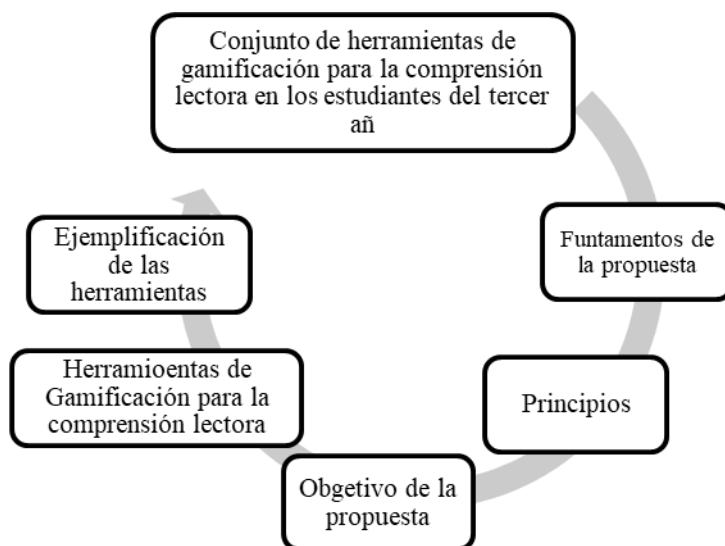 Conjunto de herramientas de
gamificación para la comprensión
lectora en los estudiantes del tercer
añ
Funtamentos de
la propuesta
Principios
Obgetivo de la
propuesta
Herramioentas de
Gamificación para la
comprensión lectora
Ejemplificación
de las
herramientas